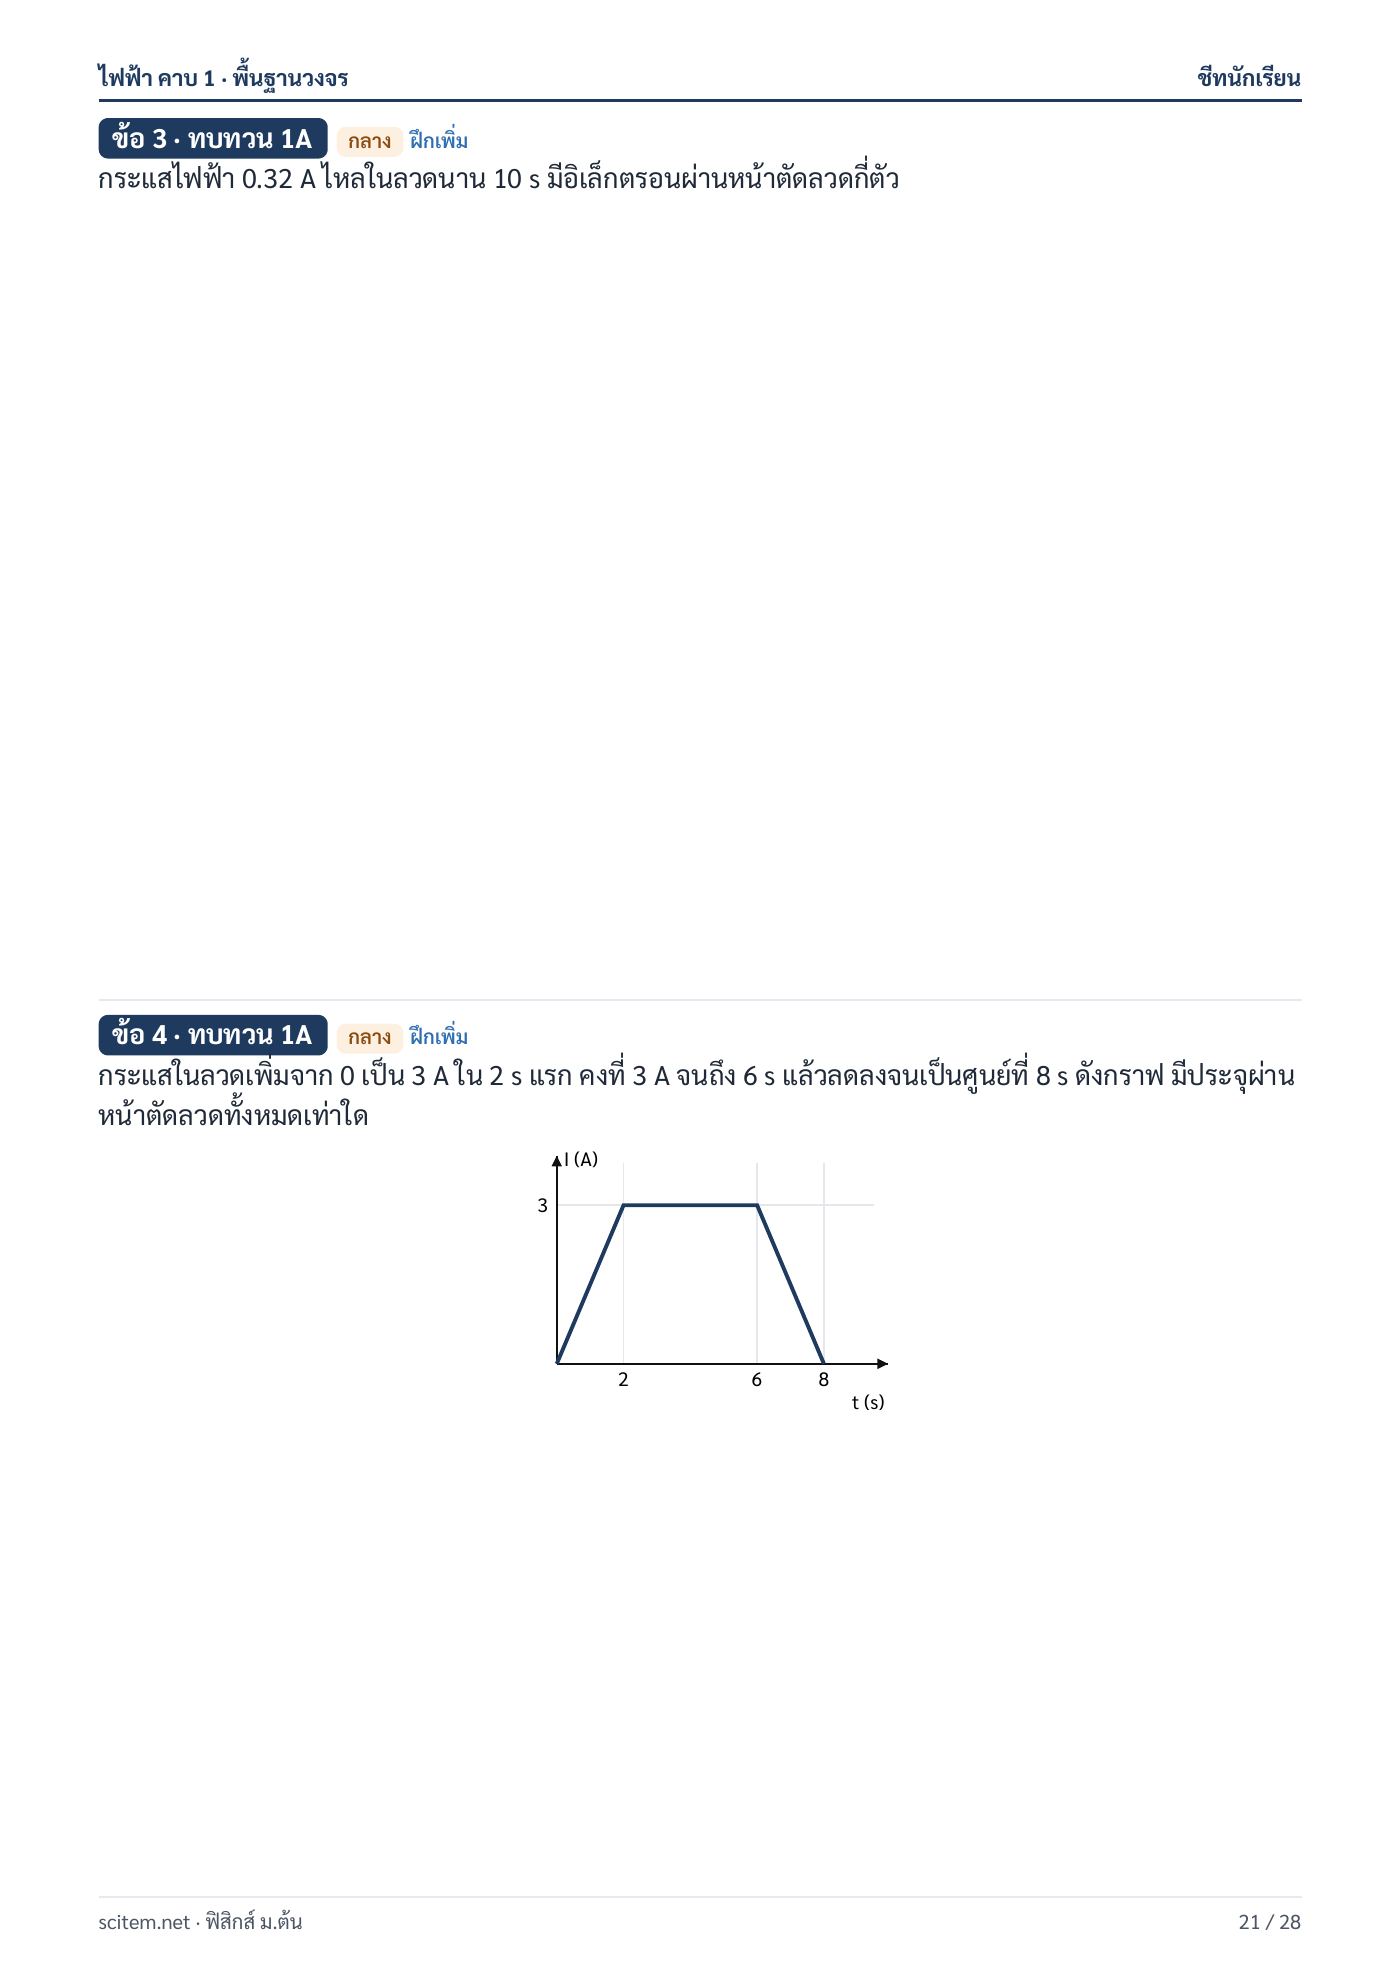 ไฟฟ้า คาบ 1 · พื้นฐานวงจร
ชีทนักเรียน
ข้อ 3 · ทบทวน 1A กลาง ฝึกเพิ่ม
กระแสไฟฟ้า 0.32 A ไหลในลวดนาน 10 s มีอิเล็กตรอนผ่านหน้าตัดลวดกี่ตัว
ข้อ 4 · ทบทวน 1A กลาง ฝึกเพิ่ม
กระแสในลวดเพิ่มจาก 0 เป็น 3 A ใน 2 s แรก คงที่ 3 A จนถึง 6 s แล้วลดลงจนเป็นศูนย์ที่ 8 s ดังกราฟ มีประจุผ่าน
หน้าตัดลวดทั้งหมดเท่าใด
I (A)
3
2 6 8
t (s)
scitem.net · ฟิสิกส์ ม.ต้น
21 / 28